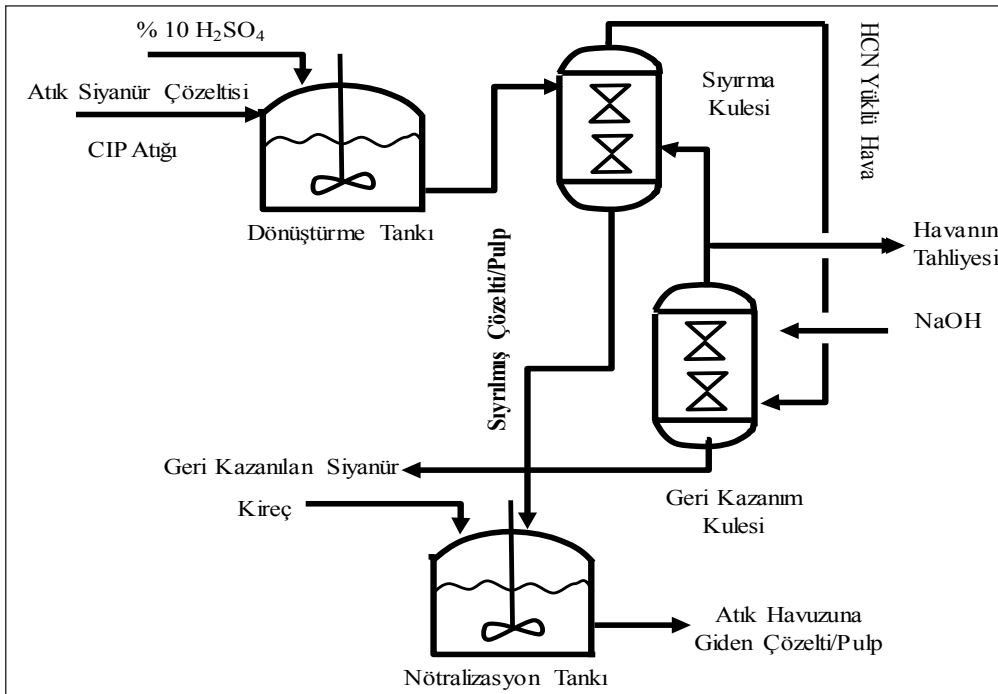 % 10 H₂SO₄
Atık Siyanür Çözeltisi
CIP Atığı
Dönüştürme Tankı
Sıyırma
Kulesi
HCN Yüklü Hava
Havanın
Tahliyesi
NaOH
Sıyrılmış Çözelti/Pulp
Geri Kazanılan Siyanür
Geri Kazanım
Kulesi
Kireç
Atık Havuzuna
Giden Çözelti/Pulp
Nötralizasyon Tankı